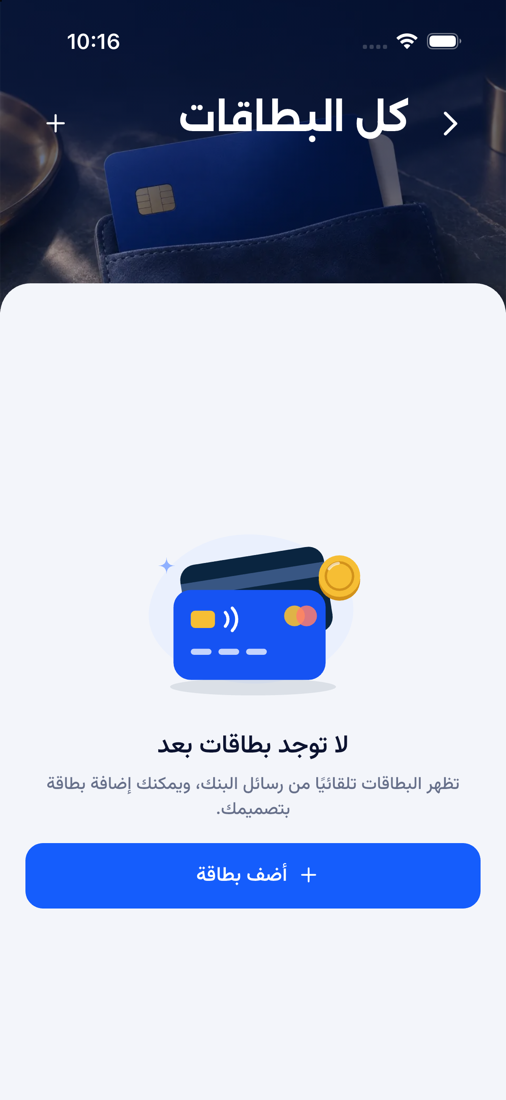 10:16
كل البطاقات
لا توجد بطاقات بعد
تظهر البطاقات تلقائيًا من رسائل البنك، ويمكنك إضافة بطاقة
بتصميمك.
+ أضف بطاقة